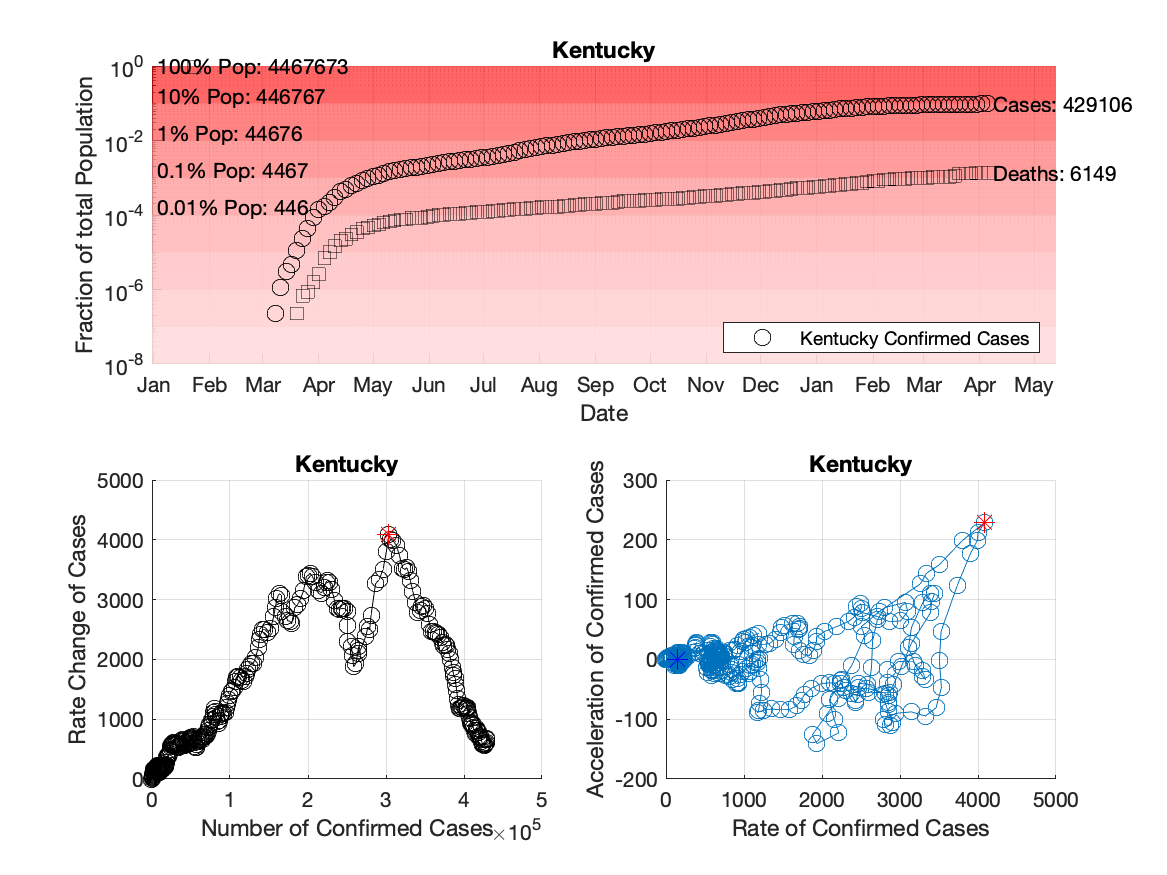 Kentucky
Fraction of total Population
10^0
10^-2
10^-4
10^-6
10^-8
100% Pop: 4467673
10% Pop: 446767
1% Pop: 44676
0.1% Pop: 4467
0.01% Pop: 446
Cases: 429106
Deaths: 6149
Kentucky Confirmed Cases
Jan Feb Mar Apr May Jun Jul Aug Sep Oct Nov Dec Jan Feb Mar Apr May
Date
Kentucky
Rate Change of Cases
5000
4000
3000
2000
1000
0
0 1 2 3 4 5
Number of Confirmed Cases
×10^5
Kentucky
Acceleration of Confirmed Cases
300
200
100
0
-100
-200
0 1000 2000 3000 4000 5000
Rate of Confirmed Cases